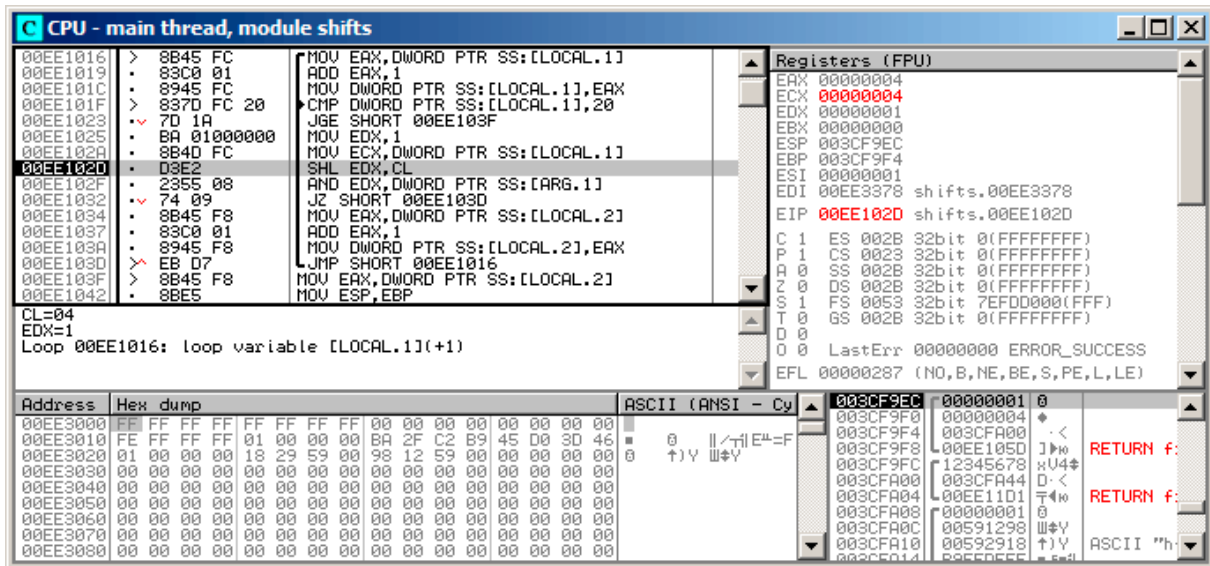 C CPU - main thread, module shifts
00EE1016 > 8B45 FC MOV EAX,DWORD PTR SS:[LOCAL.1]
00EE1019 . 83C0 01 ADD EAX,1
00EE101C . 8945 FC MOV DWORD PTR SS:[LOCAL.1],EAX
00EE101F > 837D FC 20 CMP DWORD PTR SS:[LOCAL.1],20
00EE1023 . 7D 1A JGE SHORT 00EE103F
00EE1025 . BA 01000000 MOV EDX,1
00EE102A . 8B4D FC MOV ECX,DWORD PTR SS:[LOCAL.1]
00EE102D . D3E2 SHL EDX,CL
00EE102F . 2355 08 AND EDX,DWORD PTR SS:[ARG.1]
00EE1032 . 74 09 JZ SHORT 00EE103D
00EE1034 . 8B45 F8 MOV EAX,DWORD PTR SS:[LOCAL.2]
00EE1037 . 83C0 01 ADD EAX,1
00EE103A . 8945 F8 MOV DWORD PTR SS:[LOCAL.2],EAX
00EE103D > EB D7 JMP SHORT 00EE1016
00EE103F > 8B45 F8 MOV EAX,DWORD PTR SS:[LOCAL.2]
00EE1042 . 8BE5 MOV ESP,EBP
CL=04
EDX=1
Loop 00EE1016: loop variable [LOCAL.1](+1)
Registers (FPU)
EAX 00000004
ECX 00000004
EDX 00000001
EBX 00000000
ESP 003CF9EC
EBP 003CF9F4
ESI 00000001
EDI 00EE3378 shifts.00EE3378
EIP 00EE102D shifts.00EE102D
C 1 ES 002B 32bit 0(FFFFFFFF)
P 1 CS 0023 32bit 0(FFFFFFFF)
A 0 SS 002B 32bit 0(FFFFFFFF)
Z 0 DS 002B 32bit 0(FFFFFFFF)
S 1 FS 0053 32bit 7EFDD000(FFF)
T 0 GS 002B 32bit 0(FFFFFFFF)
D 0
O 0 LastErr 00000000 ERROR_SUCCESS
EFL 00000287 (NO,B,NE,BE,S,PE,L,LE)
Address Hex dump ASCII (ANSI - Cy
00EE3000 FF FF FF FF FF FF FF FF 00 00 00 00 00 00 00 00
00EE3010 FE FF FF FF 01 00 00 00 BA 2F C2 B9 45 D0 3D 46
00EE3020 01 00 00 00 18 29 59 00 98 12 59 00 00 00 00 00
00EE3030 00 00 00 00 00 00 00 00 00 00 00 00 00 00 00 00
00EE3040 00 00 00 00 00 00 00 00 00 00 00 00 00 00 00 00
00EE3050 00 00 00 00 00 00 00 00 00 00 00 00 00 00 00 00
00EE3060 00 00 00 00 00 00 00 00 00 00 00 00 00 00 00 00
00EE3070 00 00 00 00 00 00 00 00 00 00 00 00 00 00 00 00
00EE3080 00 00 00 00 00 00 00 00 00 00 00 00 00 00 00 00
003CF9EC 00000001
003CF9F0 00000004 ♦
003CF9F4 003CFA00 ·<
003CF9F8 00EE105D RETURN f
003CF9FC 12345678 xV4‡
003CFA00 003CFA44 D·<
003CFA04 00EE11D1 RETURN f
003CFA08 00000001
003CFA0C 00591298 Ш‡Y
003CFA10 00592918 ↑)Y ASCII "h